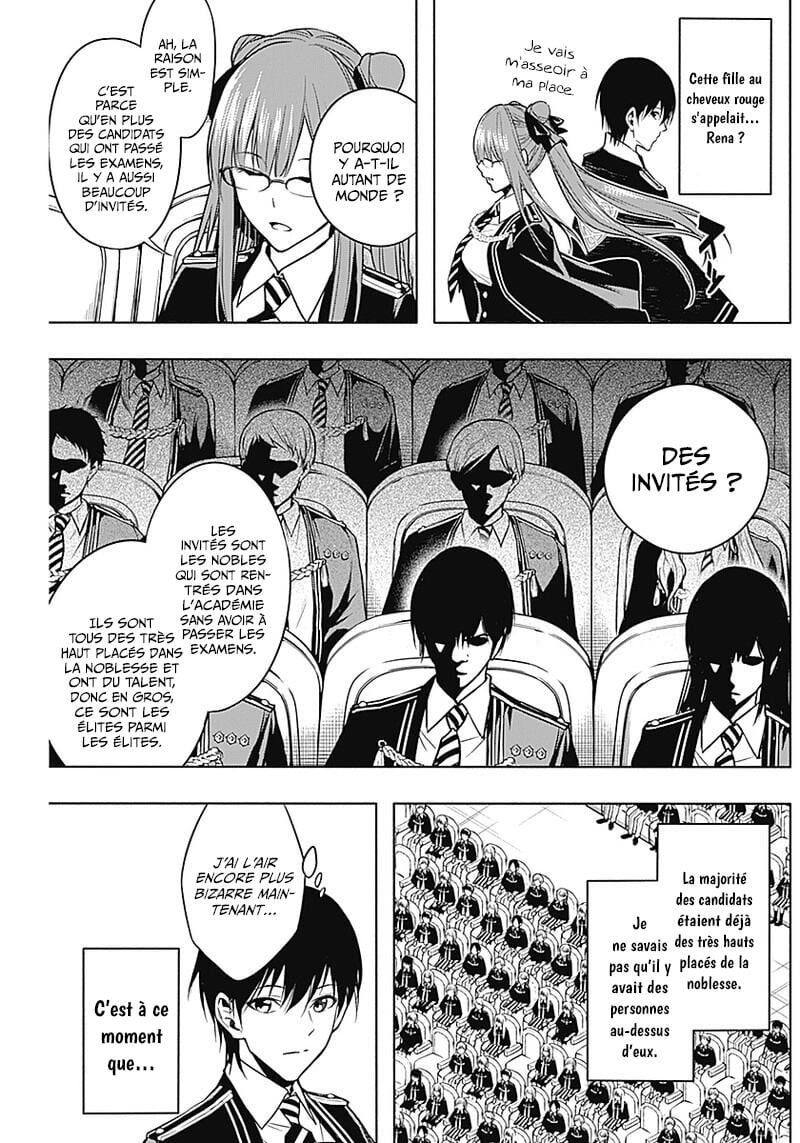 Cette fille au
cheveux rouge
s'appelait...
Rena ?
Je vais
m'asseoir à
ma place.
POURQUOI
Y A-T-IL
AUTANT
DE MONDE ?
AH, LA
RAISON
EST SIM-
PLE.
C'EST
PARCE
QU'EN PLUS
DES CANDIDATS
QUI ONT PASSÉ
LES EXAMENS,
IL Y A AUSSI
BEAUCOUP
D'INVITÉS.
DES
INVITÉS ?
LES
INVITÉS SONT
LES NOBLES
QUI SONT REN-
TRÉS DANS
L'ACADÉMIE
SANS AVOIR À
PASSER LES
EXAMENS.
ILS SONT
TOUS DES TRÈS
HAUT PLACÉS DANS
LA NOBLESSE ET
ONT DU TALENT,
DONC EN GROS,
CE SONT LES
ÉLITES PARMI
LES ÉLITES.
La majorité
des candidats
étaient déjà
des très hauts
placés de la
noblesse.
Je
ne savais
pas qu'il y
avait des
personnes
au-dessus
d'eux.
J'AI L'AIR
ENCORE PLUS
BIZARRE MAIN-
TENANT...
C'est à ce
moment
que...